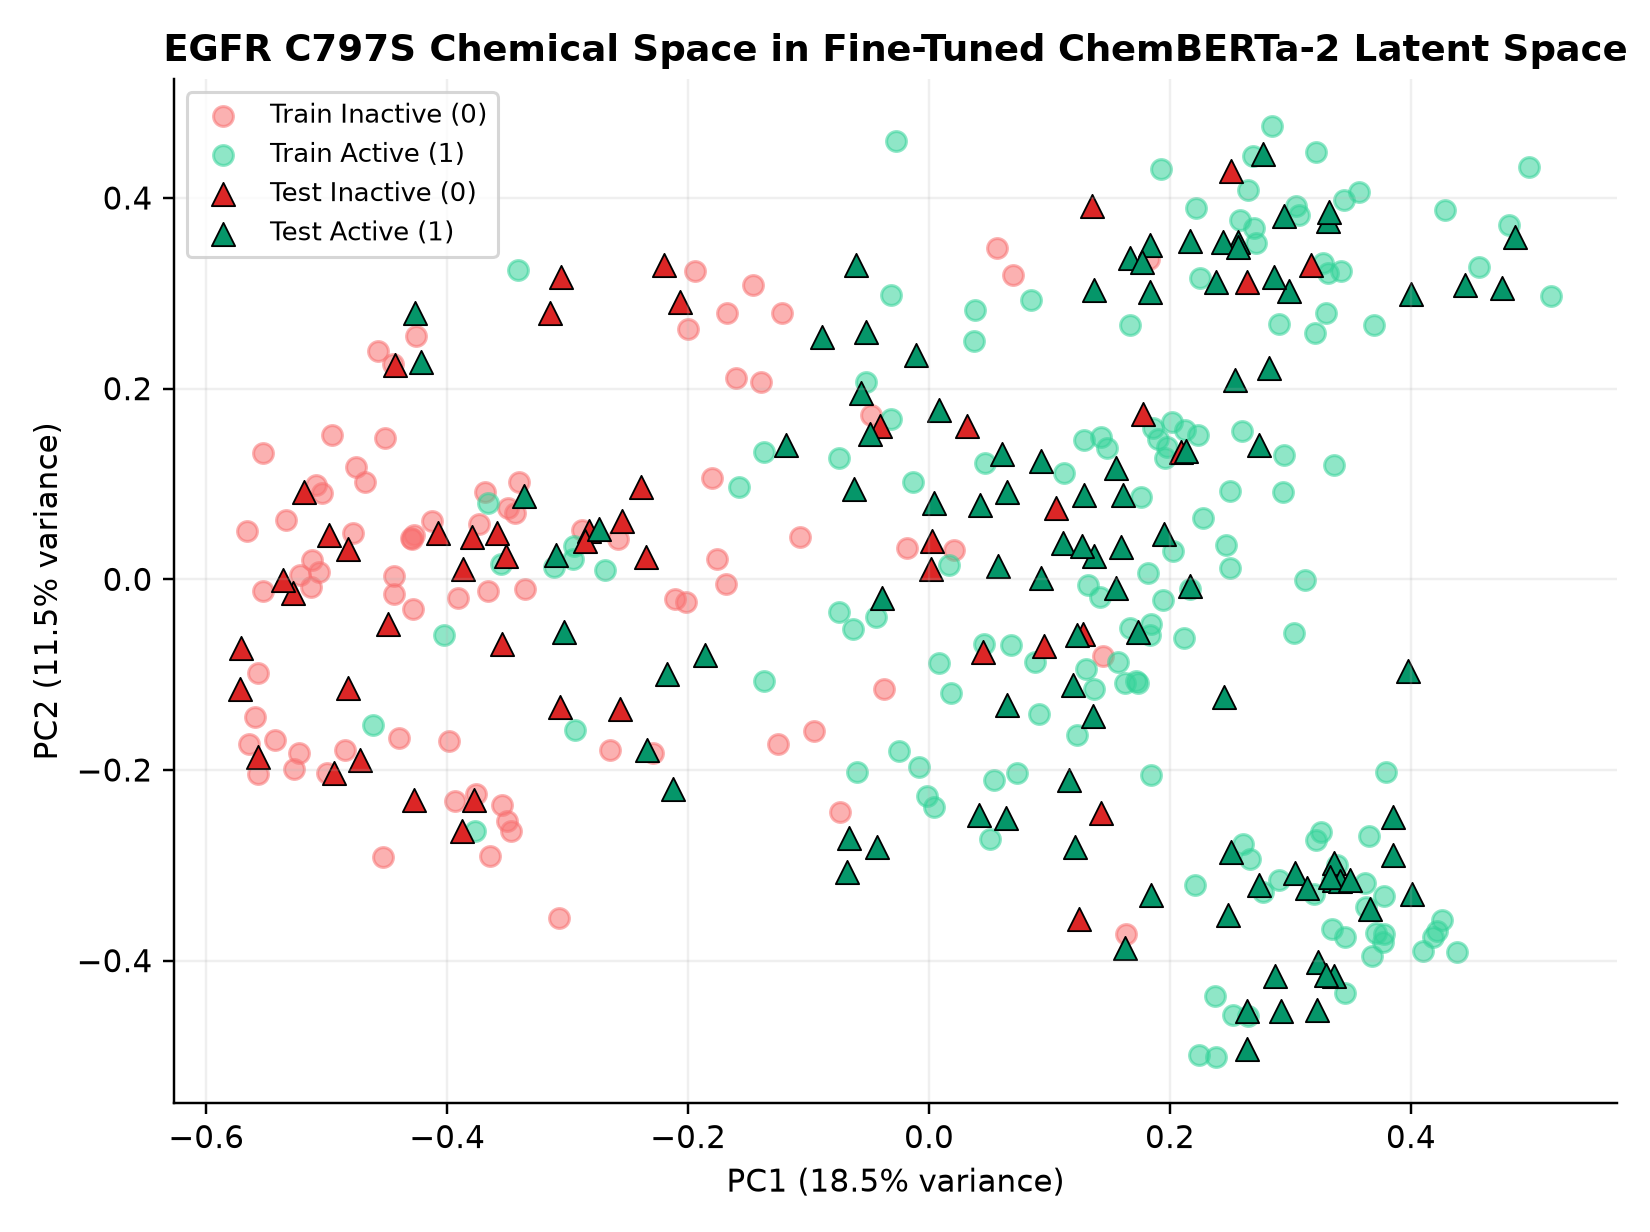 EGFR C797S Chemical Space in Fine-Tuned ChemBERTa-2 Latent Space
Train Inactive (0)
Train Active (1)
Test Inactive (0)
Test Active (1)
0.4
0.2
0.0
−0.2
−0.4
PC2 (11.5% variance)
−0.6
−0.4
−0.2
0.0
0.2
0.4
PC1 (18.5% variance)